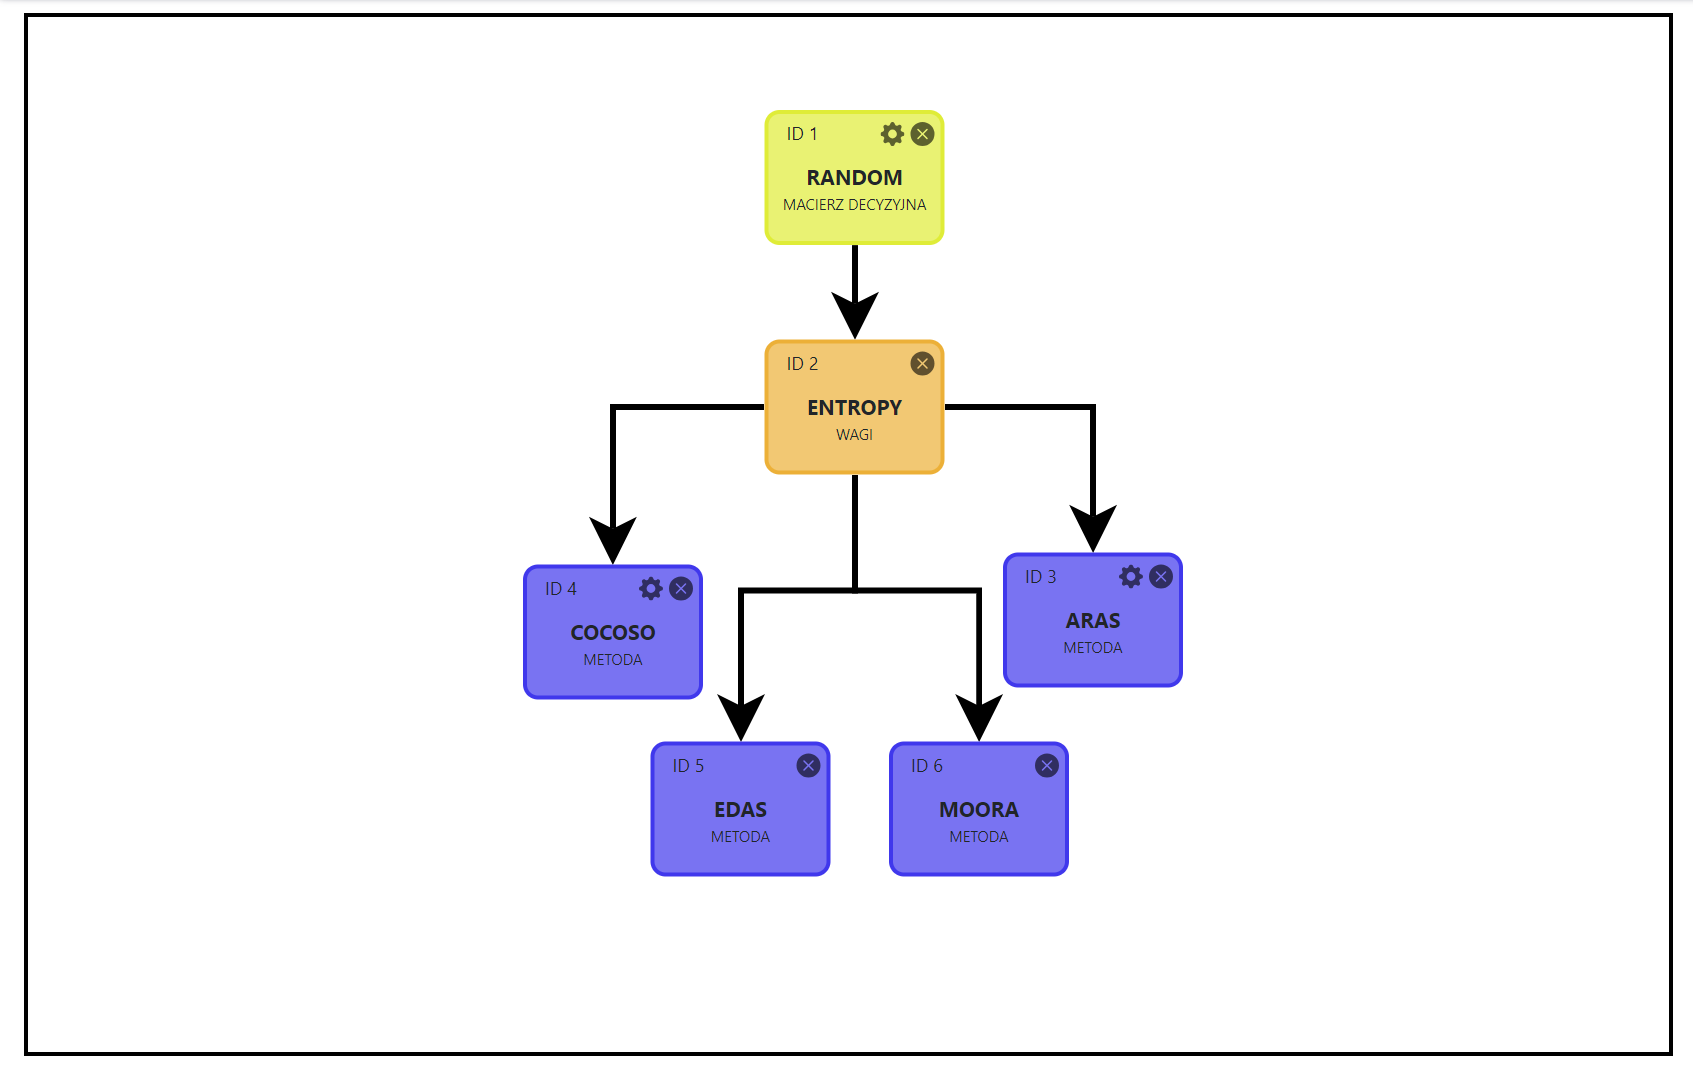 ID 1
RANDOM
MACIERZ DECYZYJNA
ID 2
ENTROPY
WAGI
ID 4
COCOSO
METODA
ID 3
ARAS
METODA
ID 5
EDAS
METODA
ID 6
MOORA
METODA